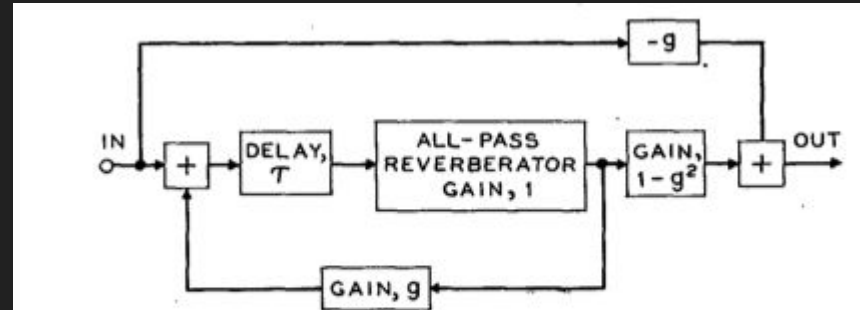 -g
IN
+
DELAY,
τ
ALL-PASS
REVERBERATOR
GAIN, 1
GAIN,
1-g²
+
OUT
GAIN, g